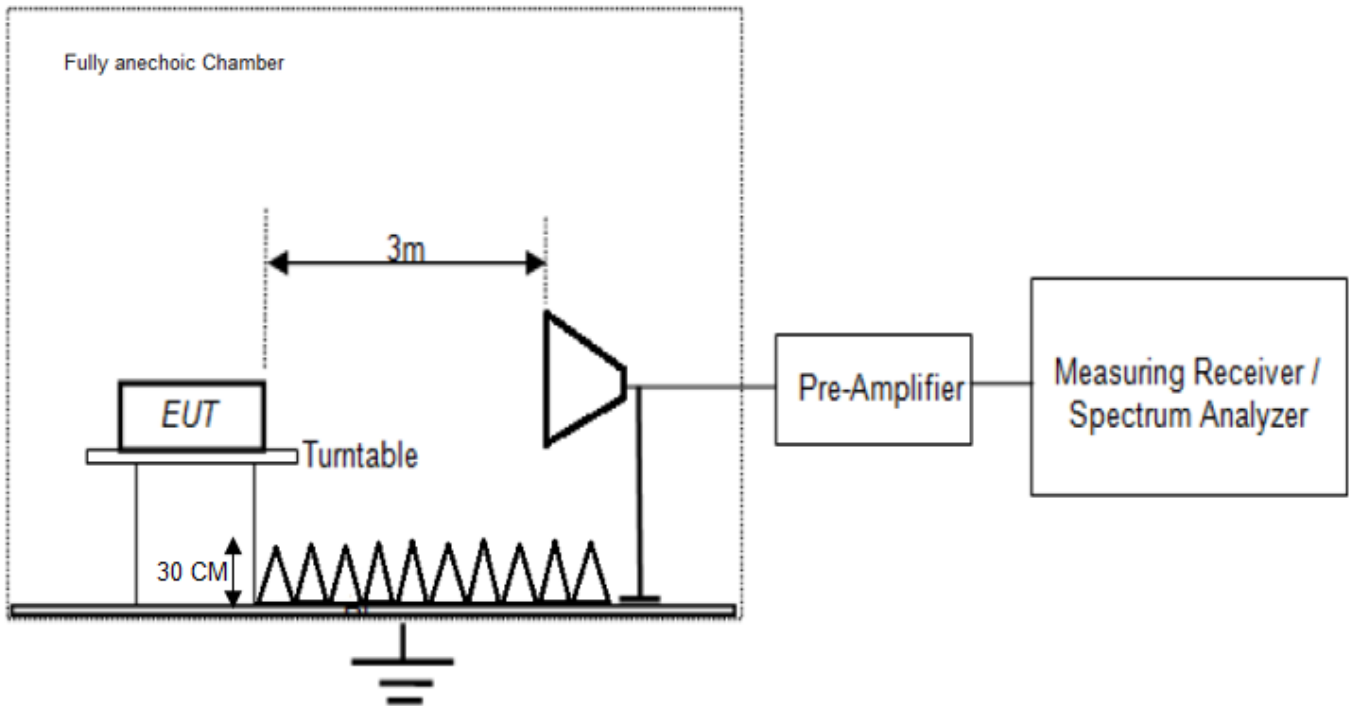 Fully anechoic Chamber
3m
EUT
Turntable
30 CM
Pre-Amplifier
Measuring Receiver /
Spectrum Analyzer